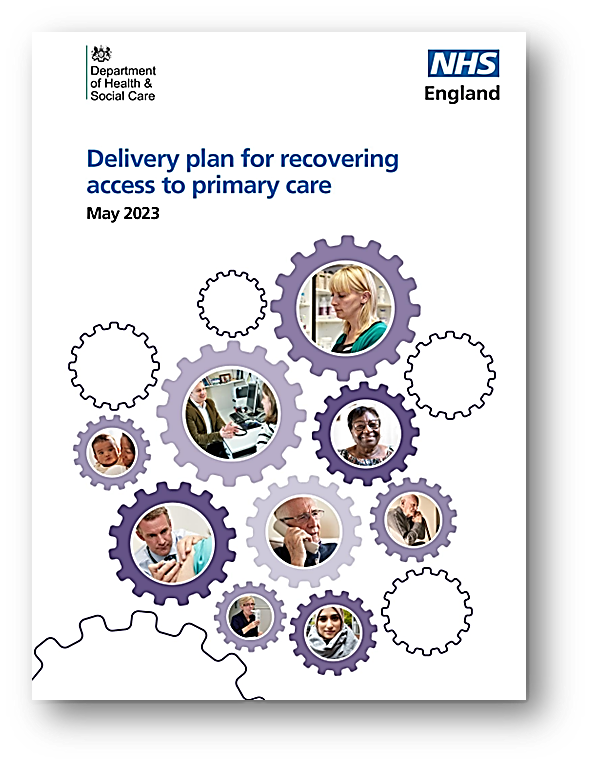 Department
of Health &
Social Care
NHS
England
Delivery plan for recovering
access to primary care
May 2023